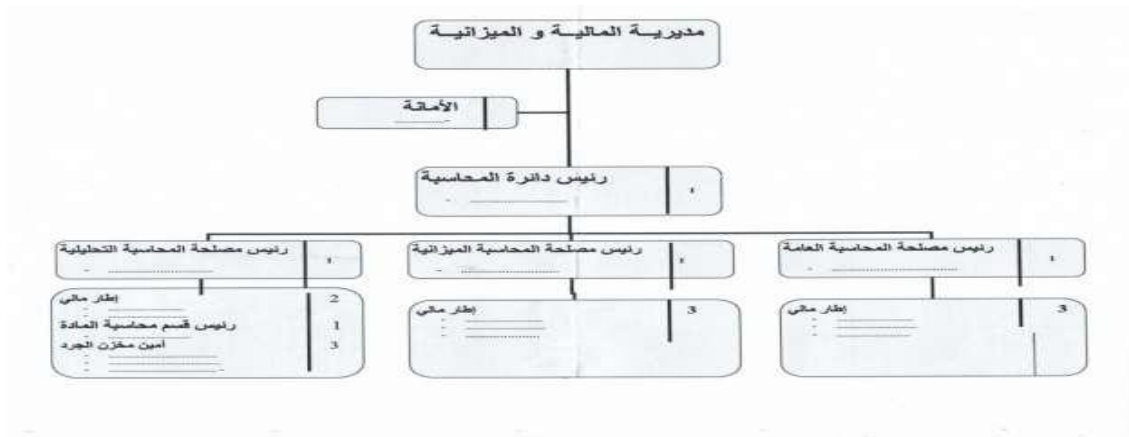 مديرية المالية و الميزانية
الأمانة
-..............
رئيس دائرة المحاسبة
1
- ......................
رئيس مصلحة المحاسبة العامة
1
- ......................
رئيس مصلحة المحاسبة الميزانية
1
- ......................
رئيس مصلحة المحاسبة التحليلية
1
- ......................
3 إطار مالي
- ......................
- ......................
- ......................
3 إطار مالي
- ......................
- ......................
- ......................
2 إطار مالي
- ......................
- ......................
1 رئيس قسم محاسبة المادة
- ......................
3 أمين مخزن الجرد
- ......................
- ......................
- ......................